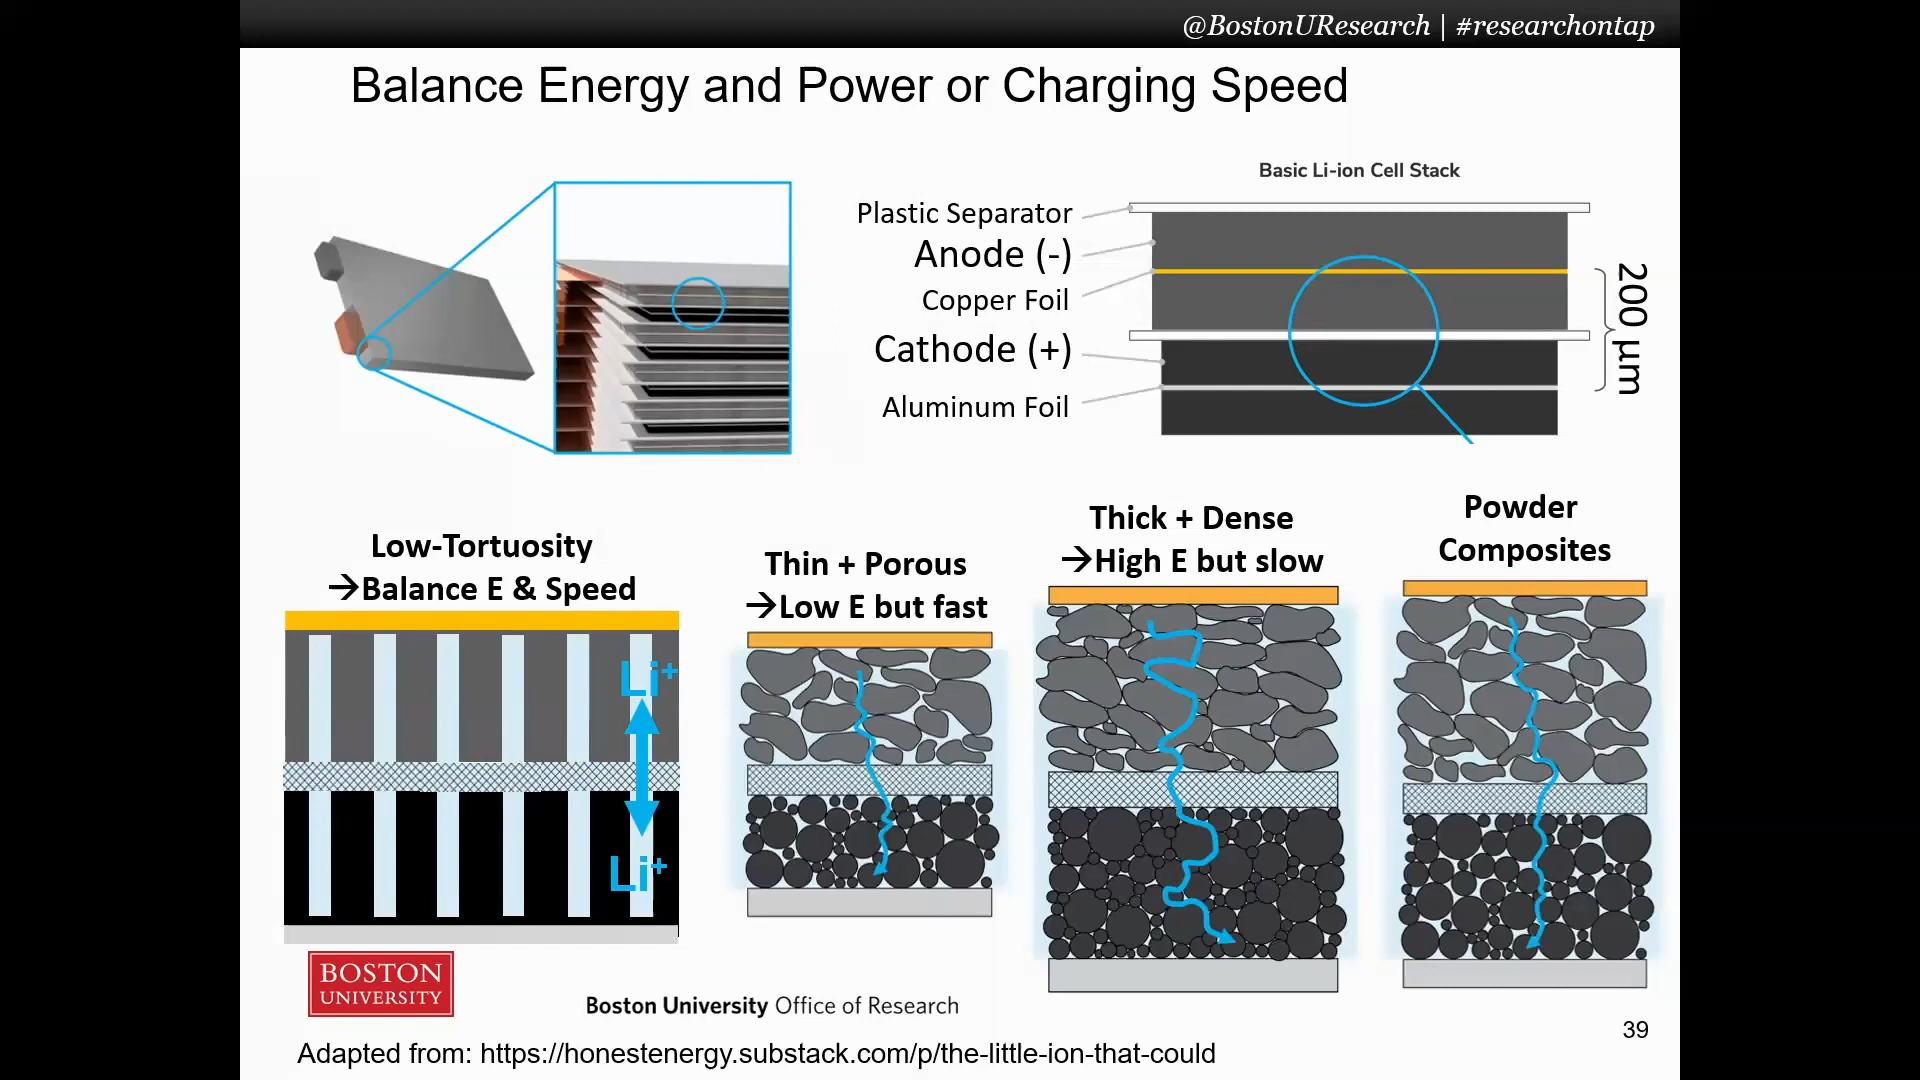 @BostonUResearch | #researchontap
Balance Energy and Power or Charging Speed
Basic Li-ion Cell Stack
Plastic Separator
Anode (-)
Copper Foil
Cathode (+)
Aluminum Foil
200 μm
Low-Tortuosity
→Balance E & Speed
Li+
Li+
Thin + Porous
→Low E but fast
Thick + Dense
→High E but slow
Powder
Composites
BOSTON
UNIVERSITY
Boston University Office of Research
39
Adapted from: https://honestenergy.substack.com/p/the-little-ion-that-could